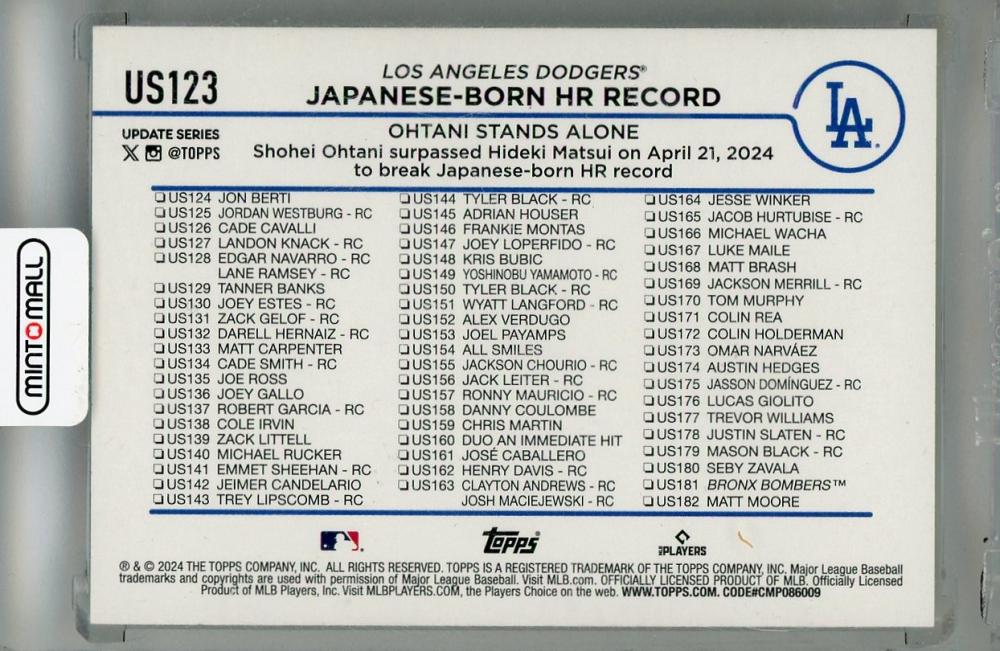 US123
LOS ANGELES DODGERS®
JAPANESE-BORN HR RECORD
LA
UPDATE SERIES
@TOPPS
OHTANI STANDS ALONE
Shohei Ohtani surpassed Hideki Matsui on April 21, 2024
to break Japanese-born HR record
US124 JON BERTI
US125 JORDAN WESTBURG - RC
US126 CADE CAVALLI
US127 LANDON KNACK - RC
US128 EDGAR NAVARRO - RC
LANE RAMSEY - RC
US129 TANNER BANKS
US130 JOEY ESTES - RC
US131 ZACK GELOF - RC
US132 DARELL HERNAIZ - RC
US133 MATT CARPENTER
US134 CADE SMITH - RC
US135 JOE ROSS
US136 JOEY GALLO
US137 ROBERT GARCIA - RC
US138 COLE IRVIN
US139 ZACK LITTELL
US140 MICHAEL RUCKER
US141 EMMET SHEEHAN - RC
US142 JEIMER CANDELARIO
US143 TREY LIPSCOMB - RC
US144 TYLER BLACK - RC
US145 ADRIAN HOUSER
US146 FRANKIE MONTAS
US147 JOEY LOPERFIDO - RC
US148 KRIS BUBIC
US149 YOSHINOBU YAMAMOTO - RC
US150 TYLER BLACK - RC
US151 WYATT LANGFORD - RC
US152 ALEX VERDUGO
US153 JOEL PAYAMPS
US154 ALL SMILES
US155 JACKSON CHOURIO - RC
US156 JACK LEITER - RC
US157 RONNY MAURICIO - RC
US158 DANNY COULOMBE
US159 CHRIS MARTIN
US160 DUO AN IMMEDIATE HIT
US161 JOSÉ CABALLERO
US162 HENRY DAVIS - RC
US163 CLAYTON ANDREWS - RC
JOSH MACIEJEWSKI - RC
US164 JESSE WINKER
US165 JACOB HURTUBISE - RC
US166 MICHAEL WACHA
US167 LUKE MAILE
US168 MATT BRASH
US169 JACKSON MERRILL - RC
US170 TOM MURPHY
US171 COLIN REA
US172 COLIN HOLDERMAN
US173 OMAR NARVÁEZ
US174 AUSTIN HEDGES
US175 JASSON DOMÍNGUEZ - RC
US176 LUCAS GIOLITO
US177 TREVOR WILLIAMS
US178 JUSTIN SLATEN - RC
US179 MASON BLACK - RC
US180 SEBY ZAVALA
US181 BRONX BOMBERS™
US182 MATT MOORE
MINTOMALL
Topps
PLAYERS
® & © 2024 THE TOPPS COMPANY, INC. ALL RIGHTS RESERVED. TOPPS IS A REGISTERED TRADEMARK OF THE TOPPS COMPANY, INC. Major League Baseball
trademarks and copyrights are used with permission of Major League Baseball. Visit MLB.com. OFFICIALLY LICENSED PRODUCT OF MLB. Officially Licensed
Product of MLB Players, Inc. Visit MLBPLAYERS.COM, the Players Choice on the web. WWW.TOPPS.COM. CODE#CMP086009